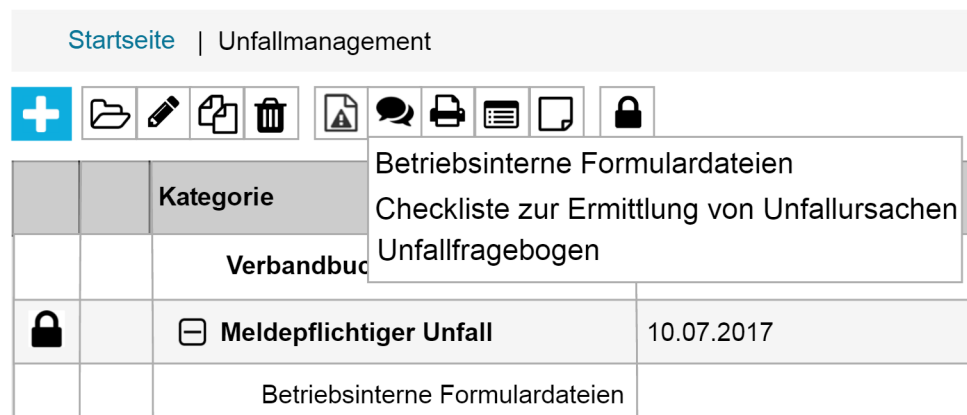 Startseite | Unfallmanagement
Betriebsinterne Formulardateien
Kategorie
Checkliste zur Ermittlung von Unfallursachen
Unfallfragebogen
Meldepflichtiger Unfall 10.07.2017
Betriebsinterne Formulardateien